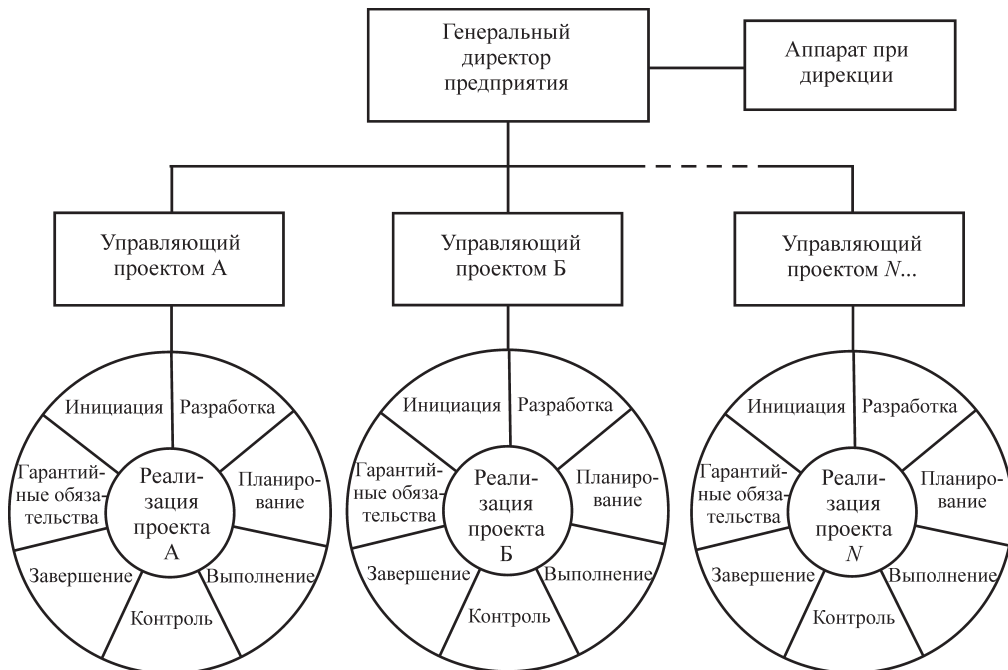 Генеральный
директор
предприятия
Аппарат при
дирекции
Управляющий
проектом А
Управляющий
проектом Б
Управляющий
проектом N...
Инициация
Разработка
Гарантий-
ные обяза-
тельства
Реали-
зация
проекта
А
Планиро-
вание
Завершение
Выполнение
Контроль
Инициация
Разработка
Гарантий-
ные обяза-
тельства
Реали-
зация
проекта
Б
Планиро-
вание
Завершение
Выполнение
Контроль
Инициация
Разработка
Гарантий-
ные обяза-
тельства
Реали-
зация
проекта
N
Планиро-
вание
Завершение
Выполнение
Контроль